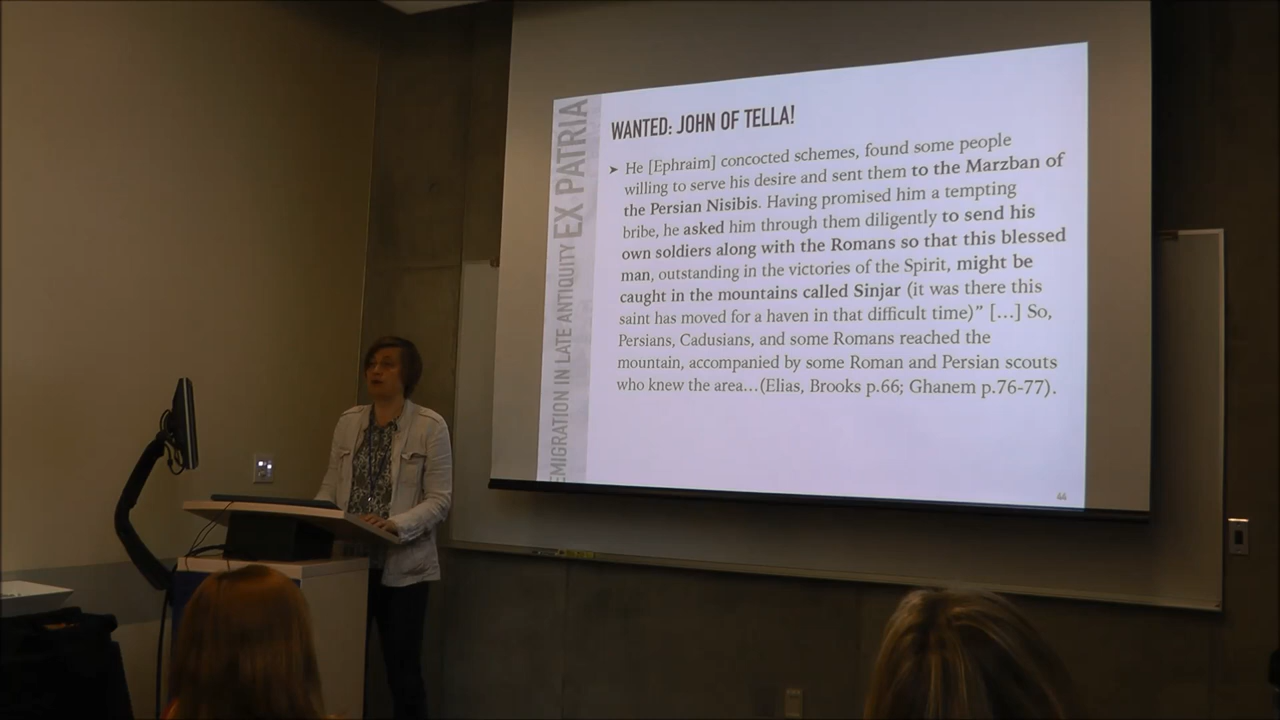 EMIGRATION IN LATE ANTIQUITY EX PATRIA
WANTED: JOHN OF TELLA!
➤ He [Ephraim] concocted schemes, found some people
willing to serve his desire and sent them to the Marzban of
the Persian Nisibis. Having promised him a tempting
bribe, he asked him through them diligently to send his
own soldiers along with the Romans so that this blessed
man, outstanding in the victories of the Spirit, might be
caught in the mountains called Sinjar (it was there this
saint has moved for a haven in that difficult time)” [...] So,
Persians, Cadusians, and some Romans reached the
mountain, accompanied by some Roman and Persian scouts
who knew the area...(Elias, Brooks p.66; Ghanem p.76-77).
44